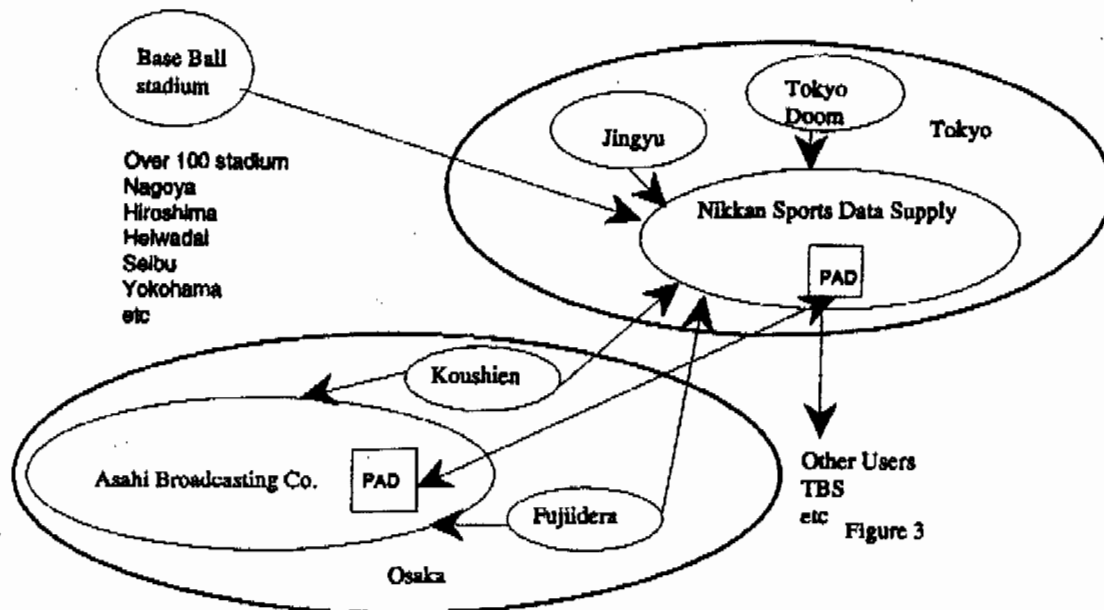 Base Ball
stadium
Over 100 stadium
Nagoya
Hiroshima
Heiwadai
Seibu
Yokohama
etc
Tokyo
Doom
Jingyu
Tokyo
Nikkan Sports Data Supply
PAD
Koushien
Asahi Broadcasting Co.
PAD
Fujiidera
Osaka
Other Users
TBS
etc
Figure 3